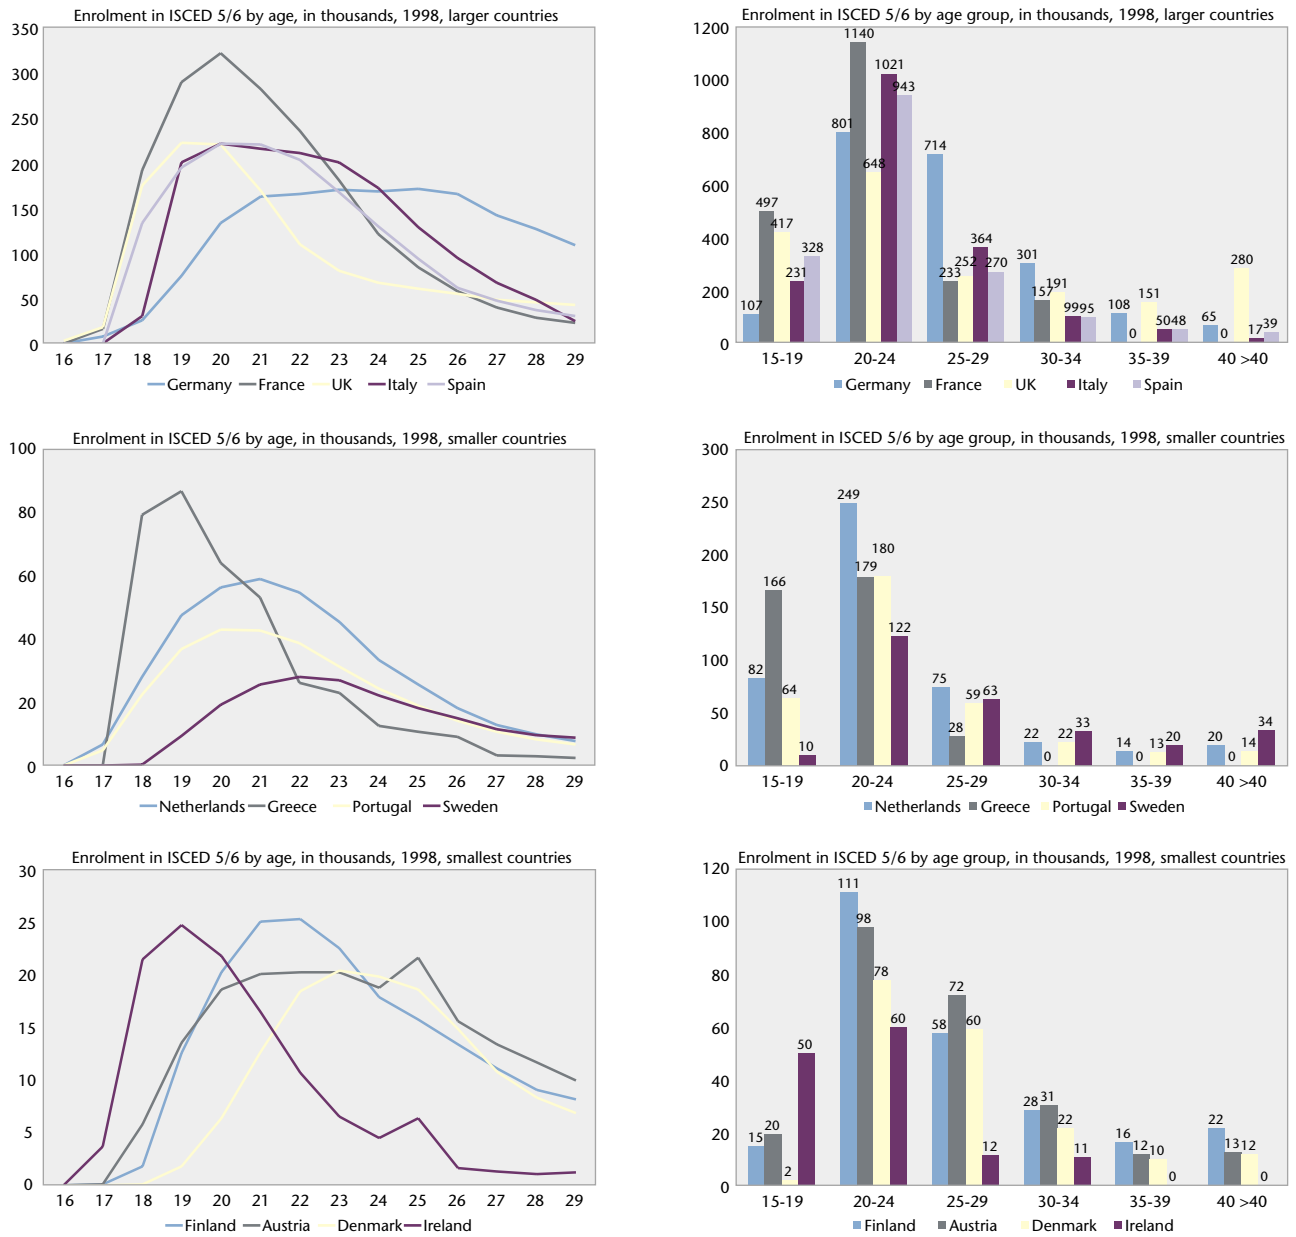 Enrolment in ISCED 5/6 by age, in thousands, 1998, larger countries
350
300
250
200
150
100
50
0
16 17 18 19 20 21 22 23 24 25 26 27 28 29
Germany France UK Italy Spain
Enrolment in ISCED 5/6 by age group, in thousands, 1998, larger countries
1200
1000
800
600
400
200
0
107 497 417 231 328
801 1140 648 1021 943
714 233 252 364 270
301 157 191 99 95
108 0 151 50 48
65 0 280 17 39
15-19 20-24 25-29 30-34 35-39 40 >40
Germany France UK Italy Spain
Enrolment in ISCED 5/6 by age, in thousands, 1998, smaller countries
100
80
60
40
20
0
16 17 18 19 20 21 22 23 24 25 26 27 28 29
Netherlands Greece Portugal Sweden
Enrolment in ISCED 5/6 by age group, in thousands, 1998, smaller countries
300
250
200
150
100
50
0
82 166 64 10
249 179 180 122
75 28 59 63
22 0 22 33
14 0 13 20
20 0 14 34
15-19 20-24 25-29 30-34 35-39 40 >40
Netherlands Greece Portugal Sweden
Enrolment in ISCED 5/6 by age, in thousands, 1998, smallest countries
30
25
20
15
10
5
0
16 17 18 19 20 21 22 23 24 25 26 27 28 29
Finland Austria Denmark Ireland
Enrolment in ISCED 5/6 by age group, in thousands, 1998, smallest countries
120
100
80
60
40
20
0
15 20 2 50
111 98 78 60
58 72 60 12
28 31 22 11
16 12 10 0
22 13 12 0
15-19 20-24 25-29 30-34 35-39 40 >40
Finland Austria Denmark Ireland